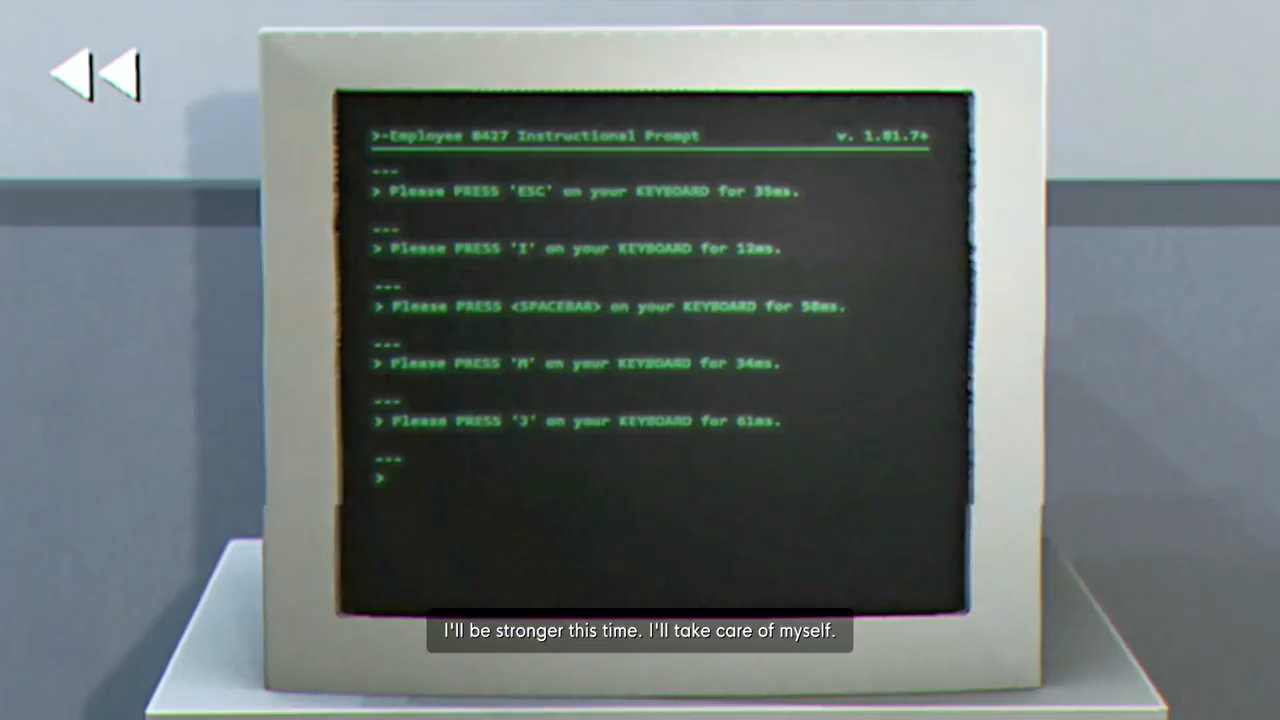 >-Employee #427 Instructional Prompt v. 1.01.7+
---
> Please PRESS 'ESC' on your KEYBOARD for 35ms.
---
> Please PRESS 'I' on your KEYBOARD for 12ms.
---
> Please PRESS <SPACEBAR> on your KEYBOARD for 58ms.
---
> Please PRESS 'M' on your KEYBOARD for 34ms.
---
> Please PRESS 'J' on your KEYBOARD for 61ms.
---
>
I'll be stronger this time. I'll take care of myself.